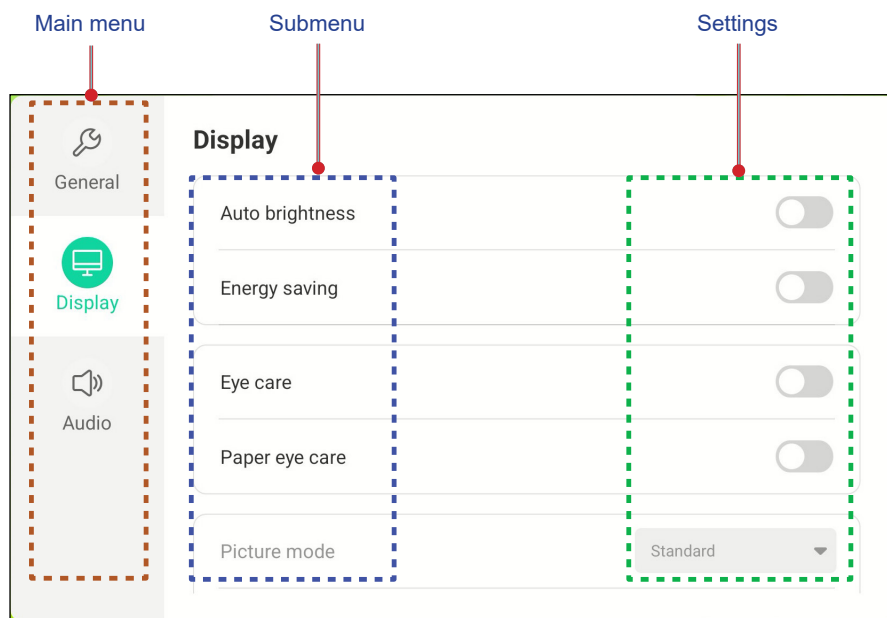 Main menu
Submenu
Settings
General
Display
Audio
Display
Auto brightness
Energy saving
Eye care
Paper eye care
Picture mode
Standard